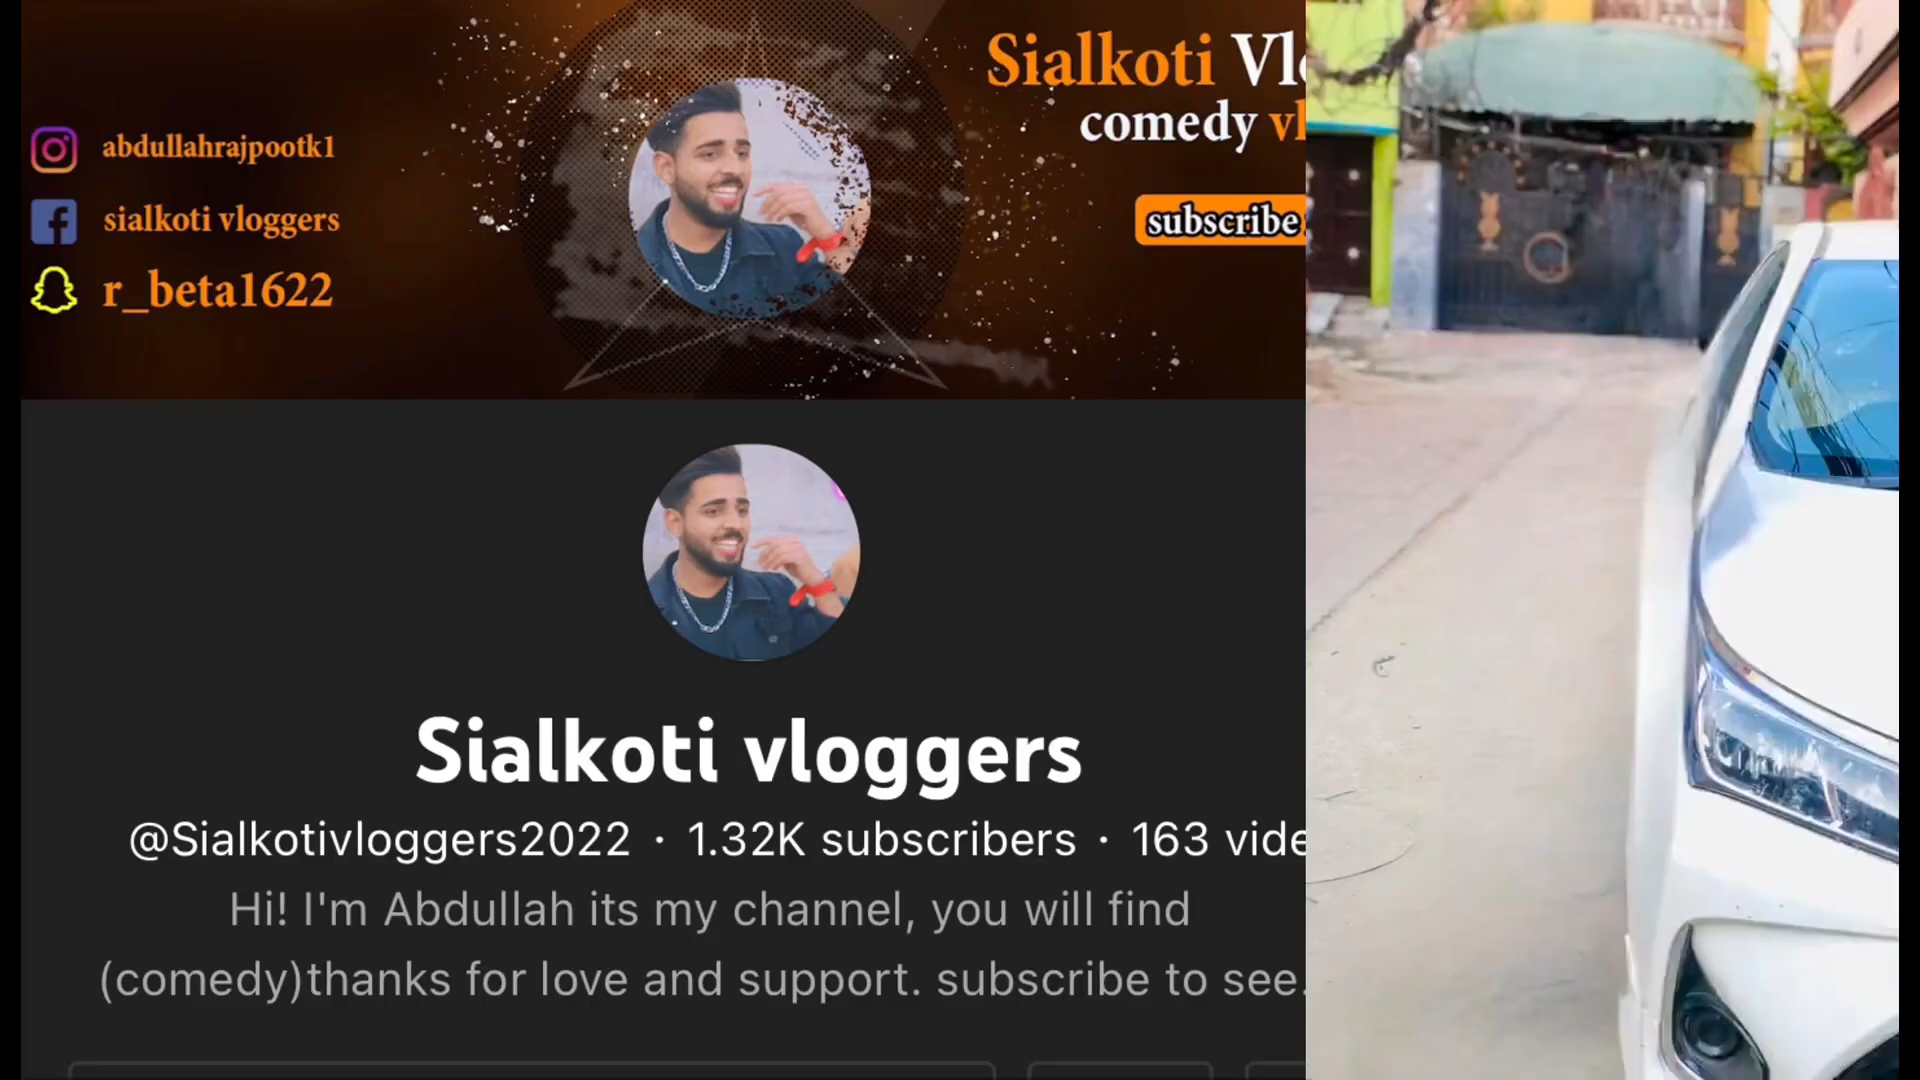 Sialkoti
comedy
subscribe
abdullahrajpootk1
sialkoti vloggers
r_beta1622
Sialkoti vloggers
@Sialkotivloggers2022 · 1.32K subscribers · 163
Hi! I'm Abdullah its my channel, you will find
(comedy)thanks for love and support. subscribe to see.